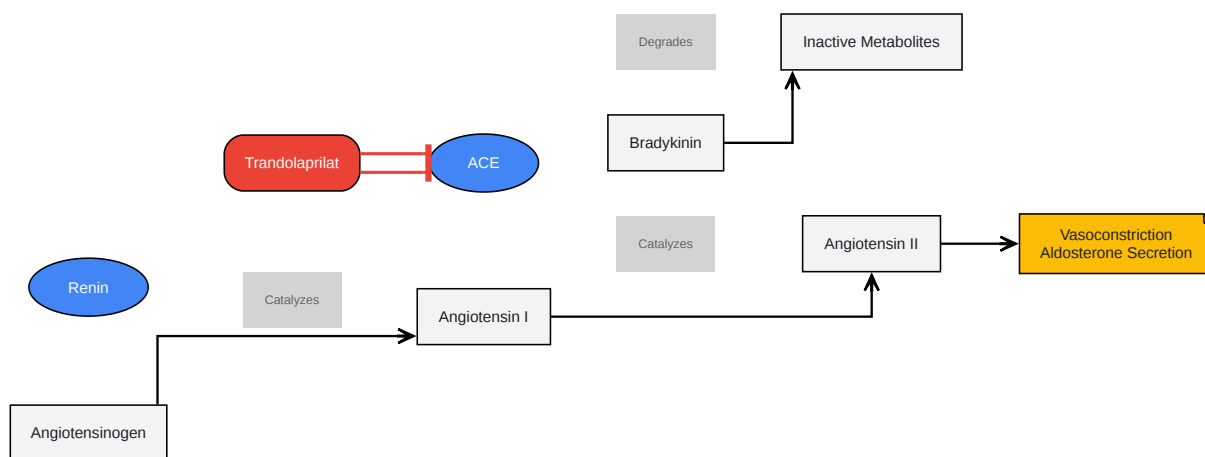 Degrades
Inactive Metabolites
Bradykinin
Trandolaprilat
ACE
Catalyzes
Angiotensin II
Vasoconstriction
Aldosterone Secretion
Renin
Catalyzes
Angiotensin I
Angiotensinogen